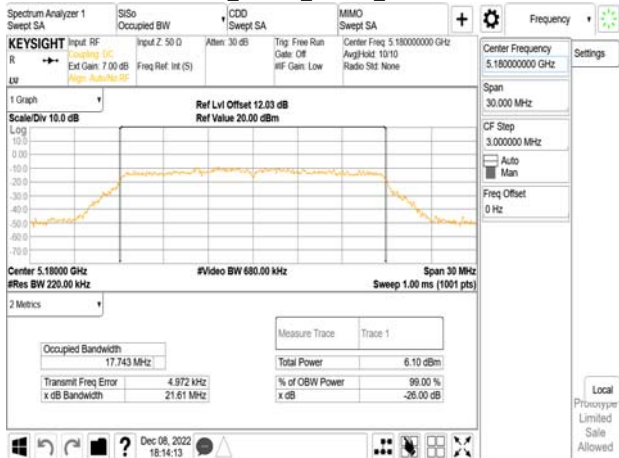 Spectrum Analyzer 1
Swept SA
SISo
Occupied BW
CDD
Swept SA
MIMO
Swept SA
+
Frequency
KEYSIGHT
R
LVI
Input: RF
Coupling: DC
Ext Gain: 7.00 dB
Align: Auto/No RF
Input Z: 50 Ω
Freq Ref: Int (S)
Atten: 30 dB
Trig: Free Run
Gate: Off
#IF Gain: Low
Center Freq: 5.180000000 GHz
Avg|Hold: 10/10
Radio Std: None
Center Frequency
5.180000000 GHz
Settings
Span
30.000 MHz
CF Step
3.000000 MHz
Auto
Man
Freq Offset
0 Hz
1 Graph
Scale/Div 10.0 dB
Ref Lvl Offset 12.03 dB
Ref Value 20.00 dBm
Log
10.0
0.00
-10.0
-20.0
-30.0
-40.0
-50.0
-60.0
-70.0
Center 5.18000 GHz
#Res BW 220.00 kHz
#Video BW 680.00 kHz
Span 30 MHz
Sweep 1.00 ms (1001 pts)
2 Metrics
Measure Trace
Trace 1
Occupied Bandwidth
17.743 MHz
Total Power
6.10 dBm
Transmit Freq Error
4.972 kHz
% of OBW Power
99.00 %
x dB Bandwidth
21.61 MHz
x dB
-26.00 dB
Local
Prototype
Limited
Sale
Allowed
?
Dec 08, 2022
18:14:13